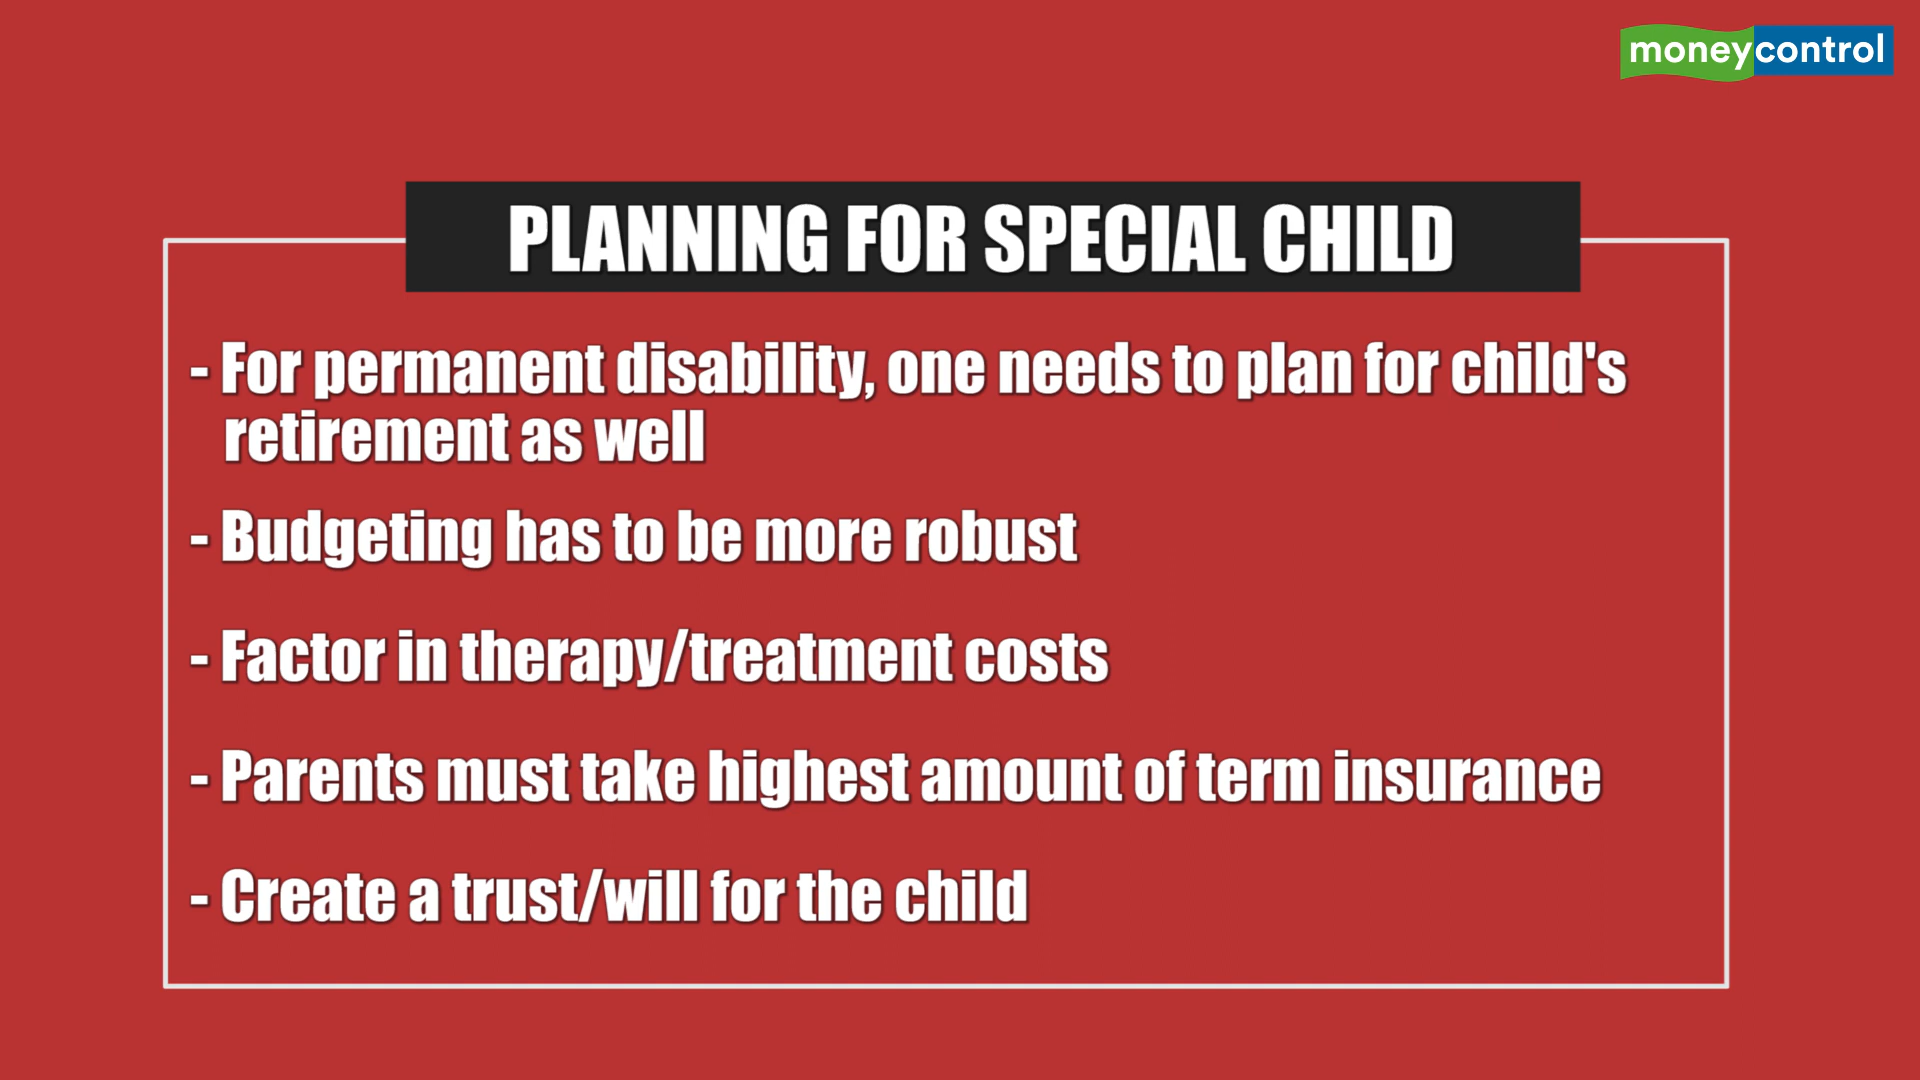 moneycontrol
PLANNING FOR SPECIAL CHILD
- For permanent disability, one needs to plan for child's
retirement as well
- Budgeting has to be more robust
- Factor in therapy/treatment costs
- Parents must take highest amount of term insurance
- Create a trust/will for the child